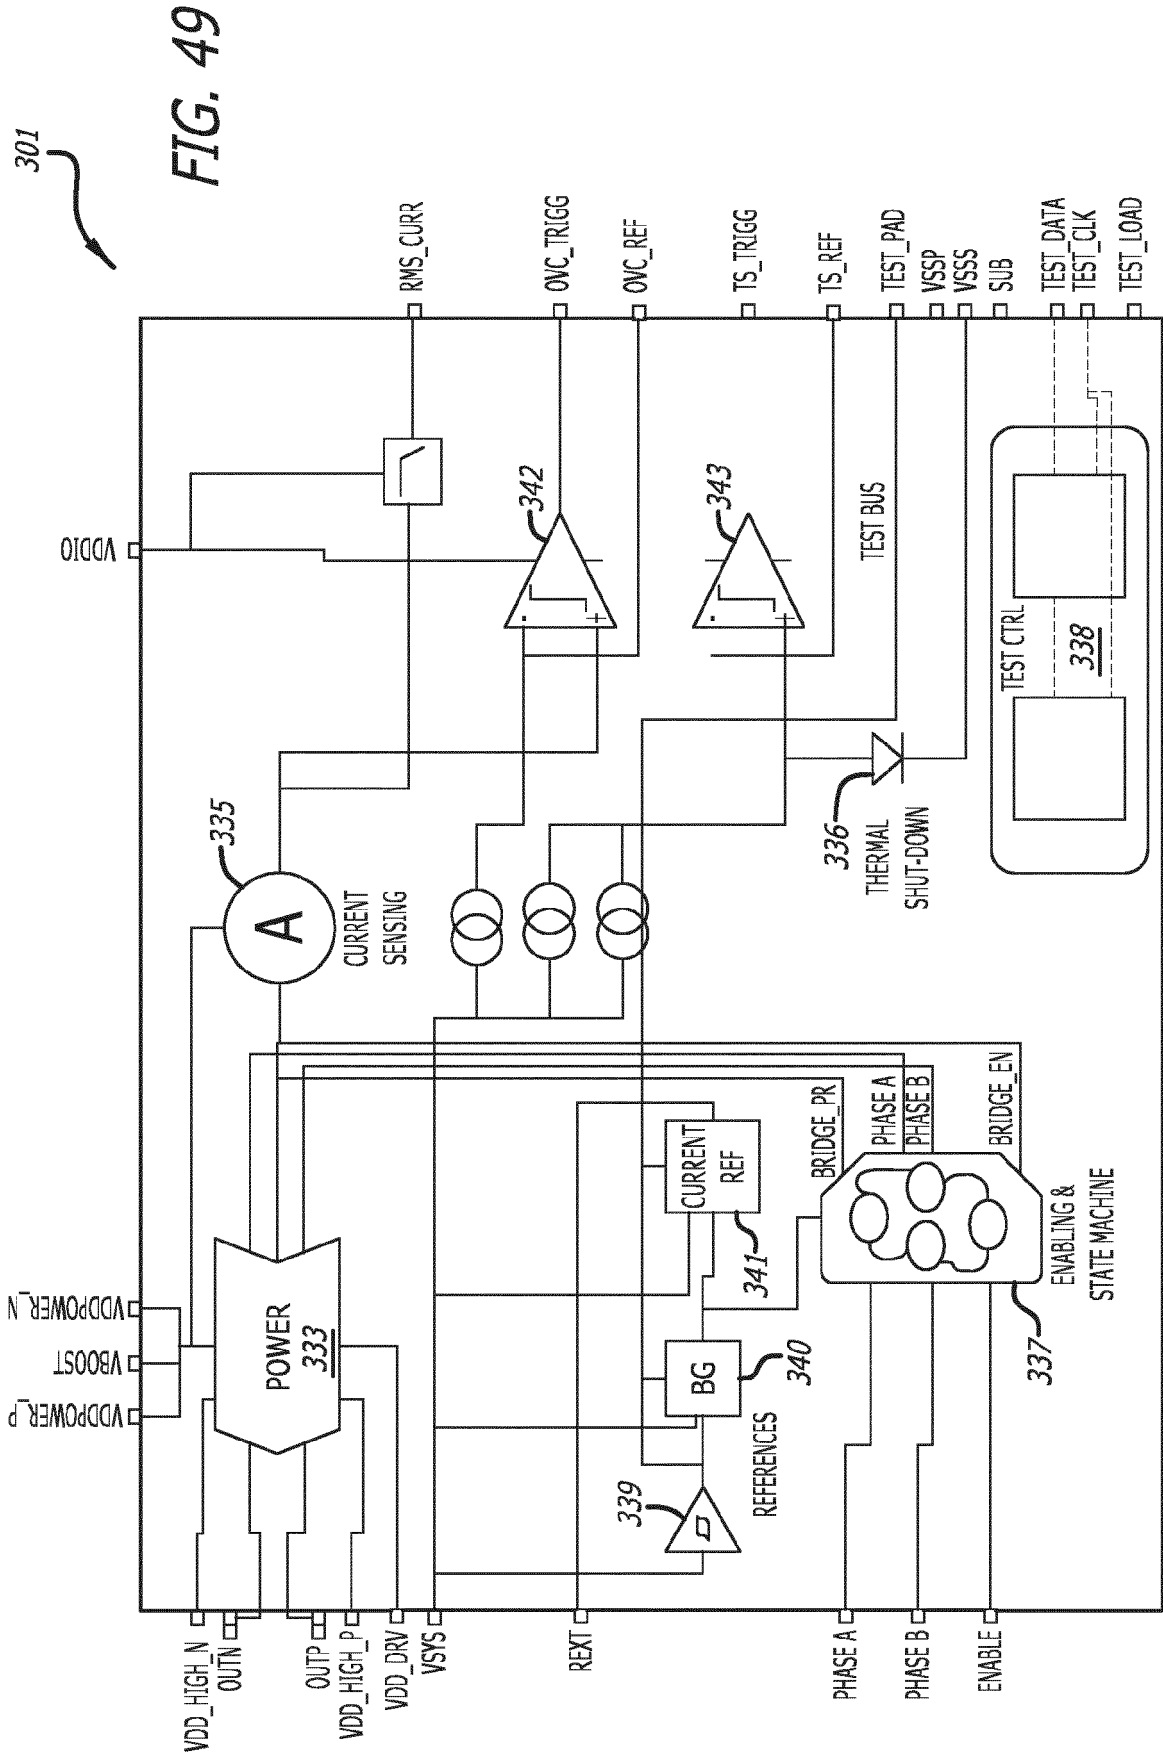 FIG. 49
301
VDDPOWER_P
VBOOST
VDDPOWER_N
VDDIO
VDD_HIGH_N
OUTN
OUTP
VDD_HIGH_P
VDD_DRV
VSYS
REXT
PHASE A
PHASE B
ENABLE
POWER
333
A
335
CURRENT
SENSING
339
BG
340
REFERENCES
CURRENT
REF
341
BRIDGE_PR
PHASE A
PHASE B
BRIDGE_EN
337
ENABLING &
STATE MACHINE
342
-
+
343
-
+
336
THERMAL
SHUT-DOWN
TEST BUS
TEST CTRL
338
RMS_CURR
OVC_TRIGG
OVC_REF
TS_TRIGG
TS_REF
TEST_PAD
VSSP
VSSS
SUB
TEST_DATA
TEST_CLK
TEST_LOAD